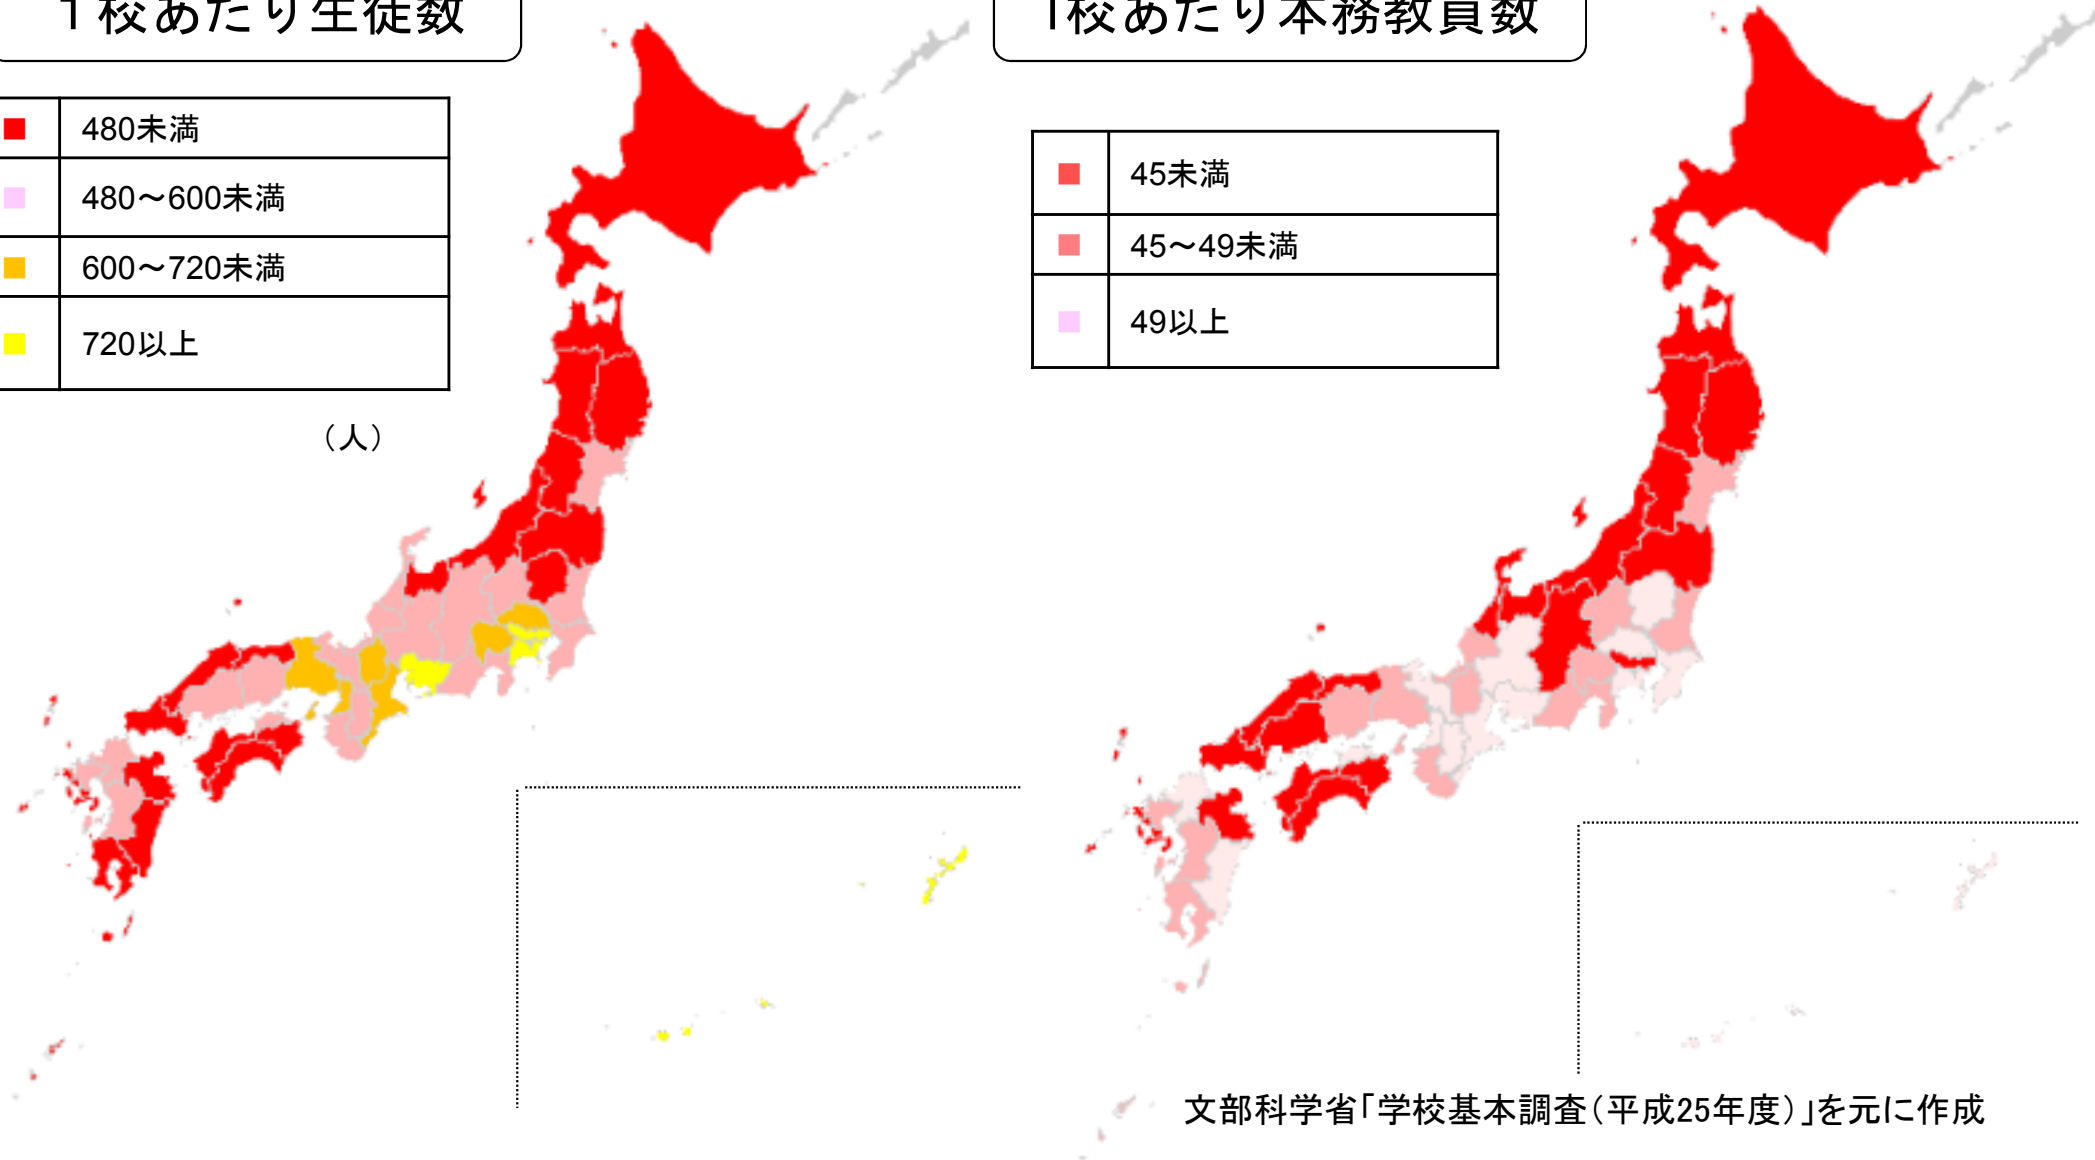 １校あたり生徒数
1校あたり本務教員数
480未満
480～600未満
600～720未満
720以上
（人）
45未満
45～49未満
49以上
文部科学省「学校基本調査（平成25年度）」を元に作成